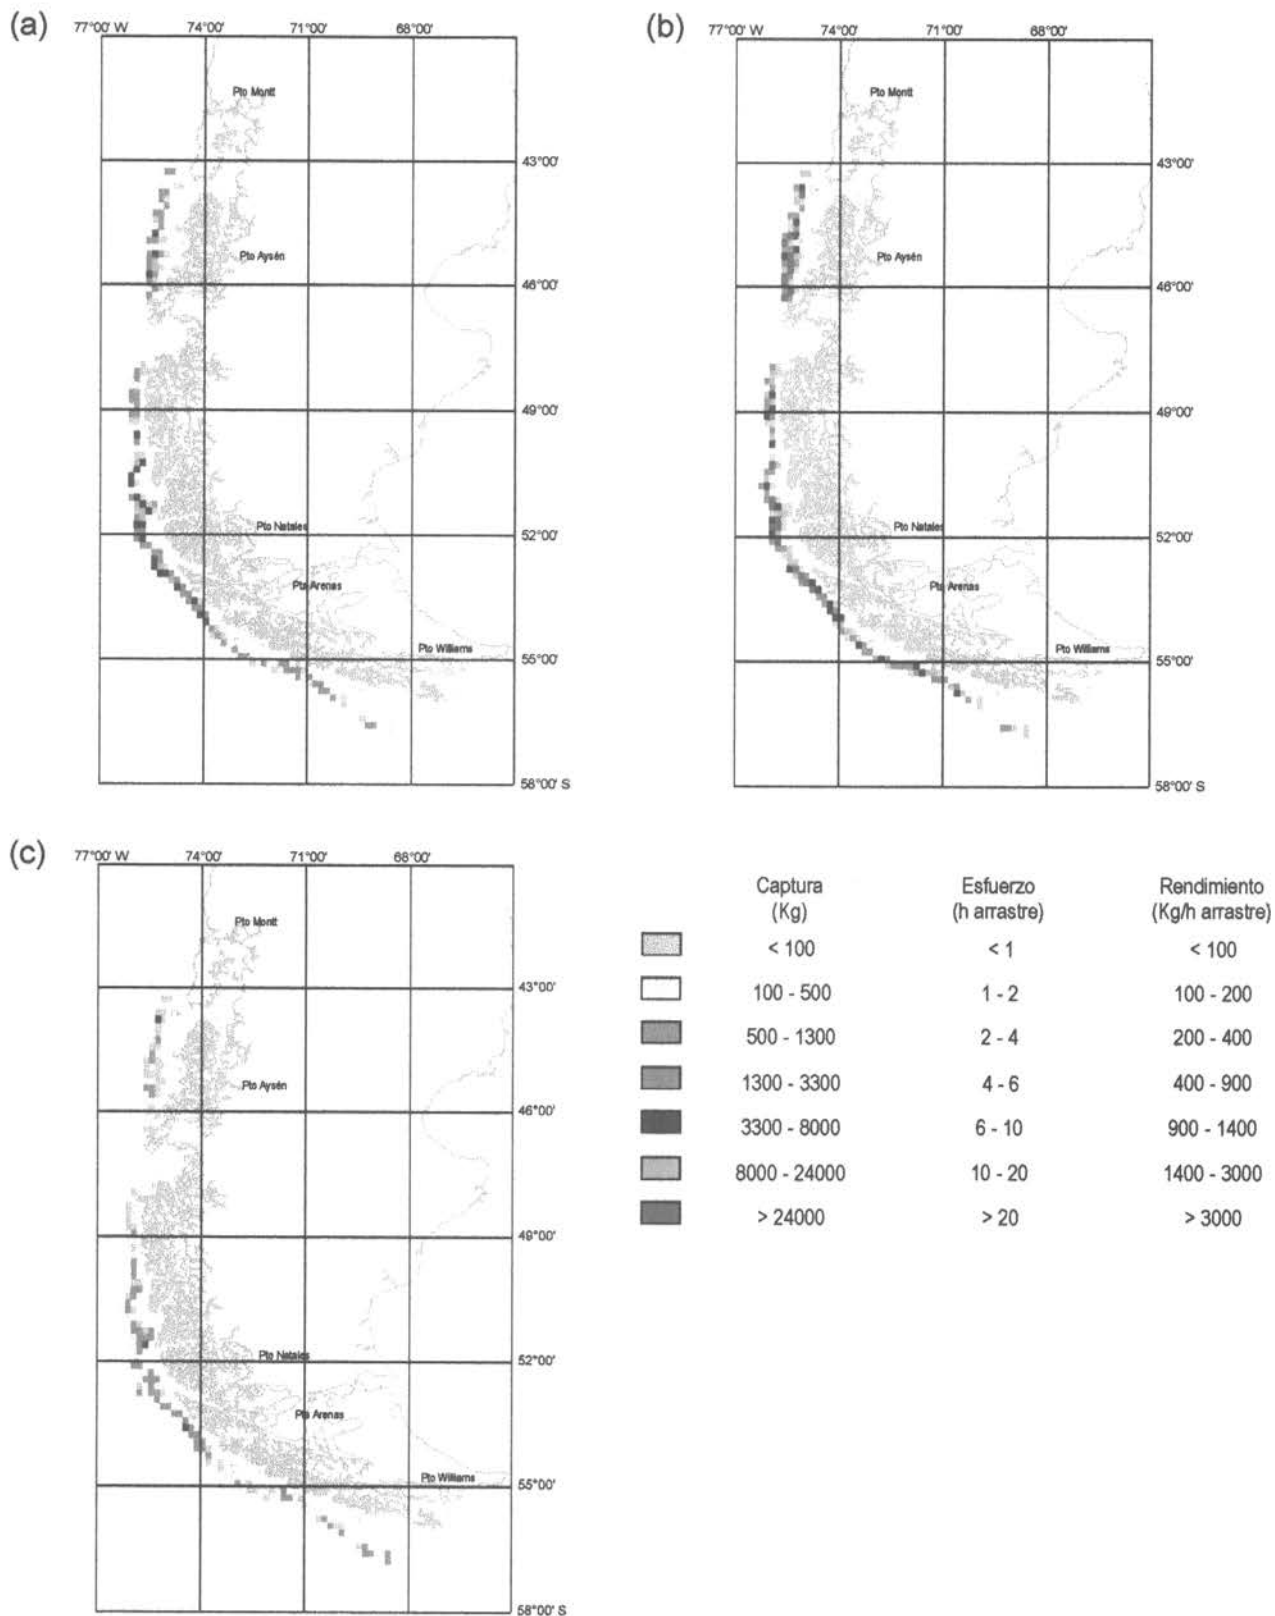 (a)
77°00' W 74°00' 71°00' 68°00'
Pto Montt
43°00'
Pto Aysén
46°00'
49°00'
Pto Natales
52°00'
Pto Arenas
Pto Williams
55°00'
58°00' S
(b)
77°00' W 74°00' 71°00' 68°00'
Pto Montt
43°00'
Pto Aysén
46°00'
49°00'
Pto Natales
52°00'
Pto Arenas
Pto Williams
55°00'
58°00' S
(c)
77°00' W 74°00' 71°00' 68°00'
Pto Montt
43°00'
Pto Aysén
46°00'
49°00'
Pto Natales
52°00'
Pto Arenas
Pto Williams
55°00'
58°00' S
Captura Esfuerzo Rendimiento
(Kg) (h arrastre) (Kg/h arrastre)
< 100 < 1 < 100
100 - 500 1 - 2 100 - 200
500 - 1300 2 - 4 200 - 400
1300 - 3300 4 - 6 400 - 900
3300 - 8000 6 - 10 900 - 1400
8000 - 24000 10 - 20 1400 - 3000
> 24000 > 20 > 3000